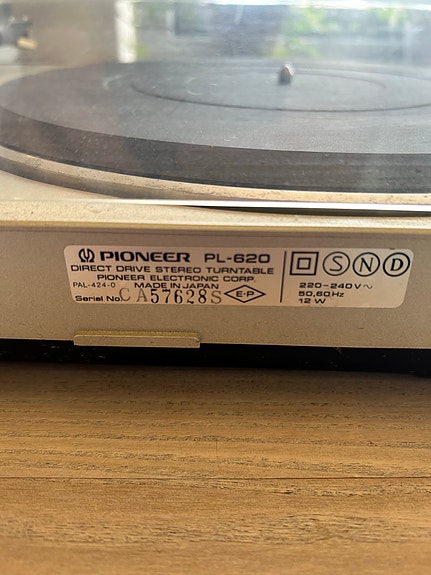 PIONEER PL-620
DIRECT DRIVE STEREO TURNTABLE
PIONEER ELECTRONIC CORP.
PAL-424-0 MADE IN JAPAN
Serial No. CA57628S E·P
S N D
220-240V~
50,60Hz
12 W